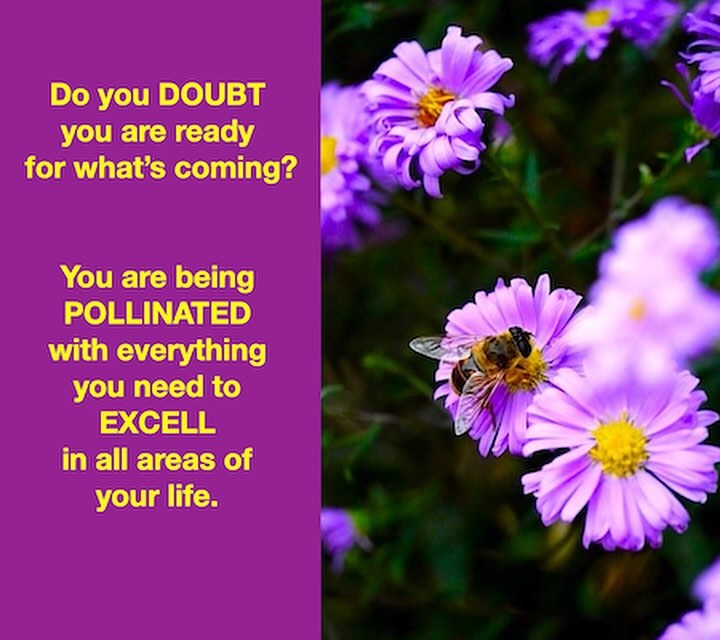 Do you DOUBT
you are ready
for what’s coming?
You are being
POLLINATED
with everything
you need to
EXCELL
in all areas of
your life.